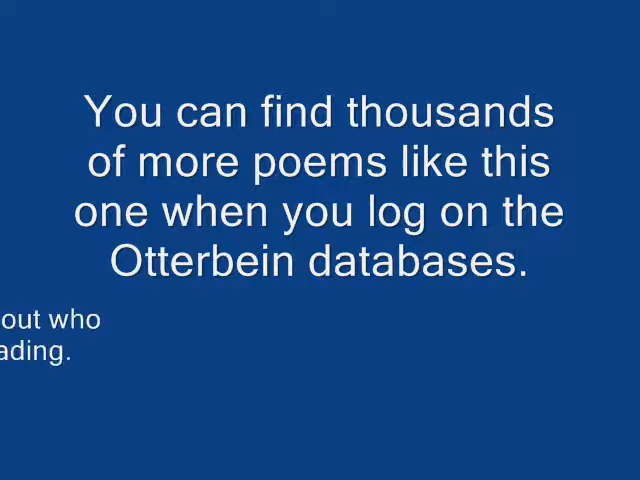 You can find thousands
of more poems like this
one when you log on the
Otterbein databases.
out who
ading.